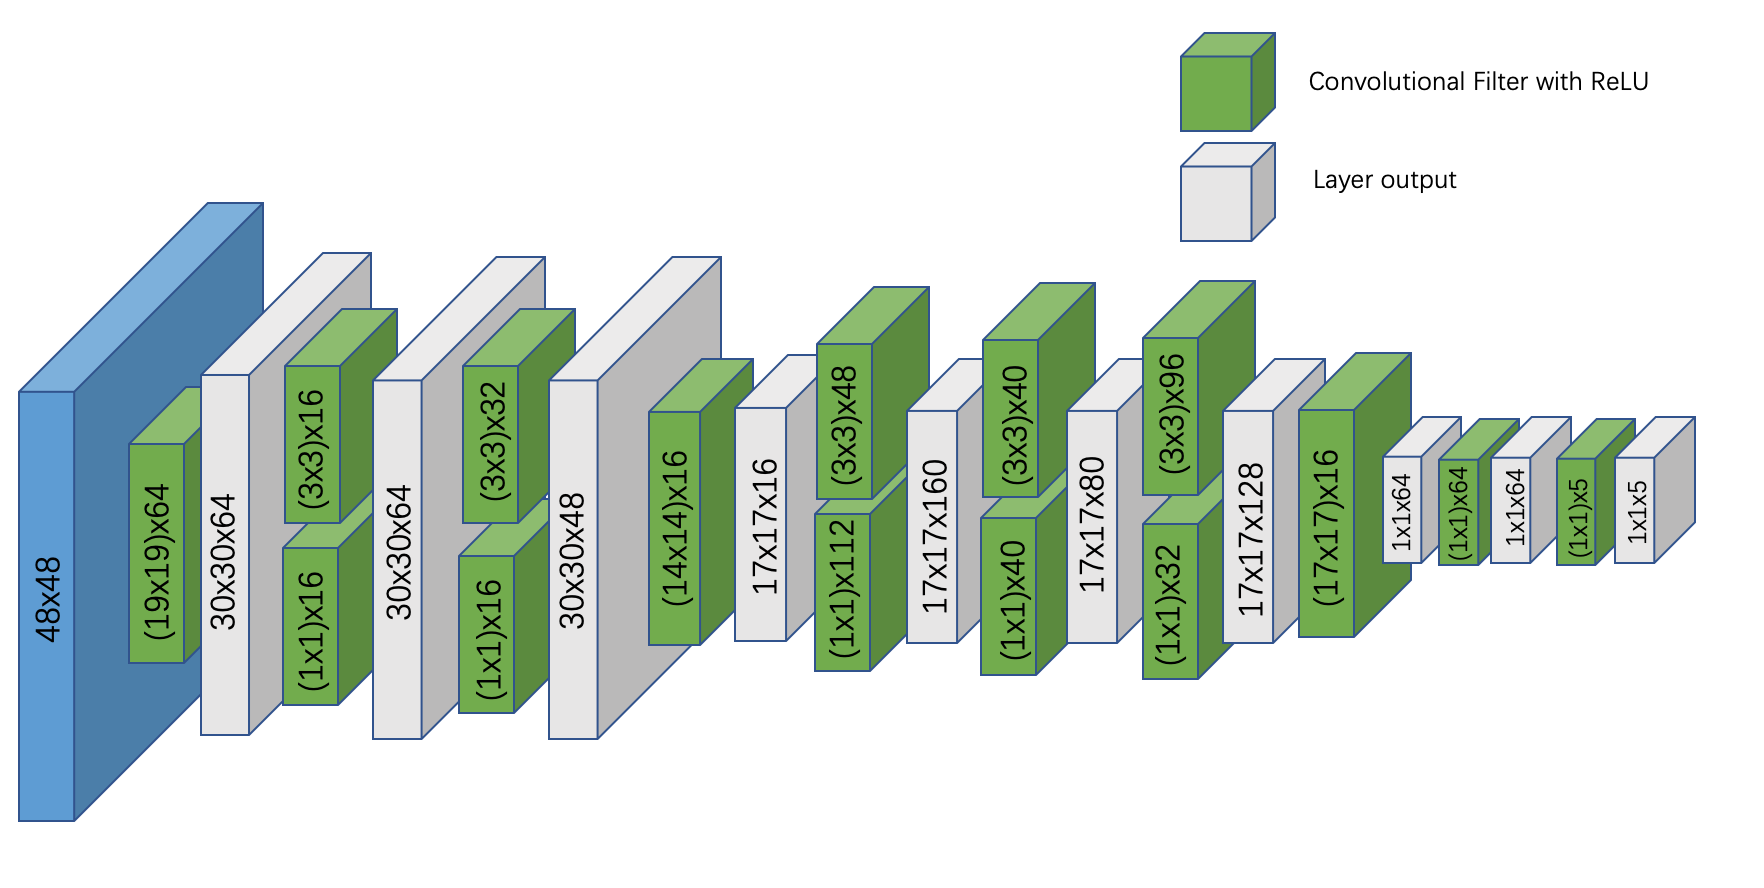 Convolutional Filter with ReLU
Layer output
48x48
(19x19)x64
30x30x64
(3x3)x16
(1x1)x16
30x30x64
(3x3)x32
(1x1)x16
30x30x48
(14x14)x16
17x17x16
(3x3)x48
(1x1)x112
17x17x160
(3x3)x40
(1x1)x40
17x17x80
(3x3)x96
(1x1)x32
17x17x128
(17x17)x16
1x1x64
(1x1)x64
1x1x64
(1x1)x5
1x1x5